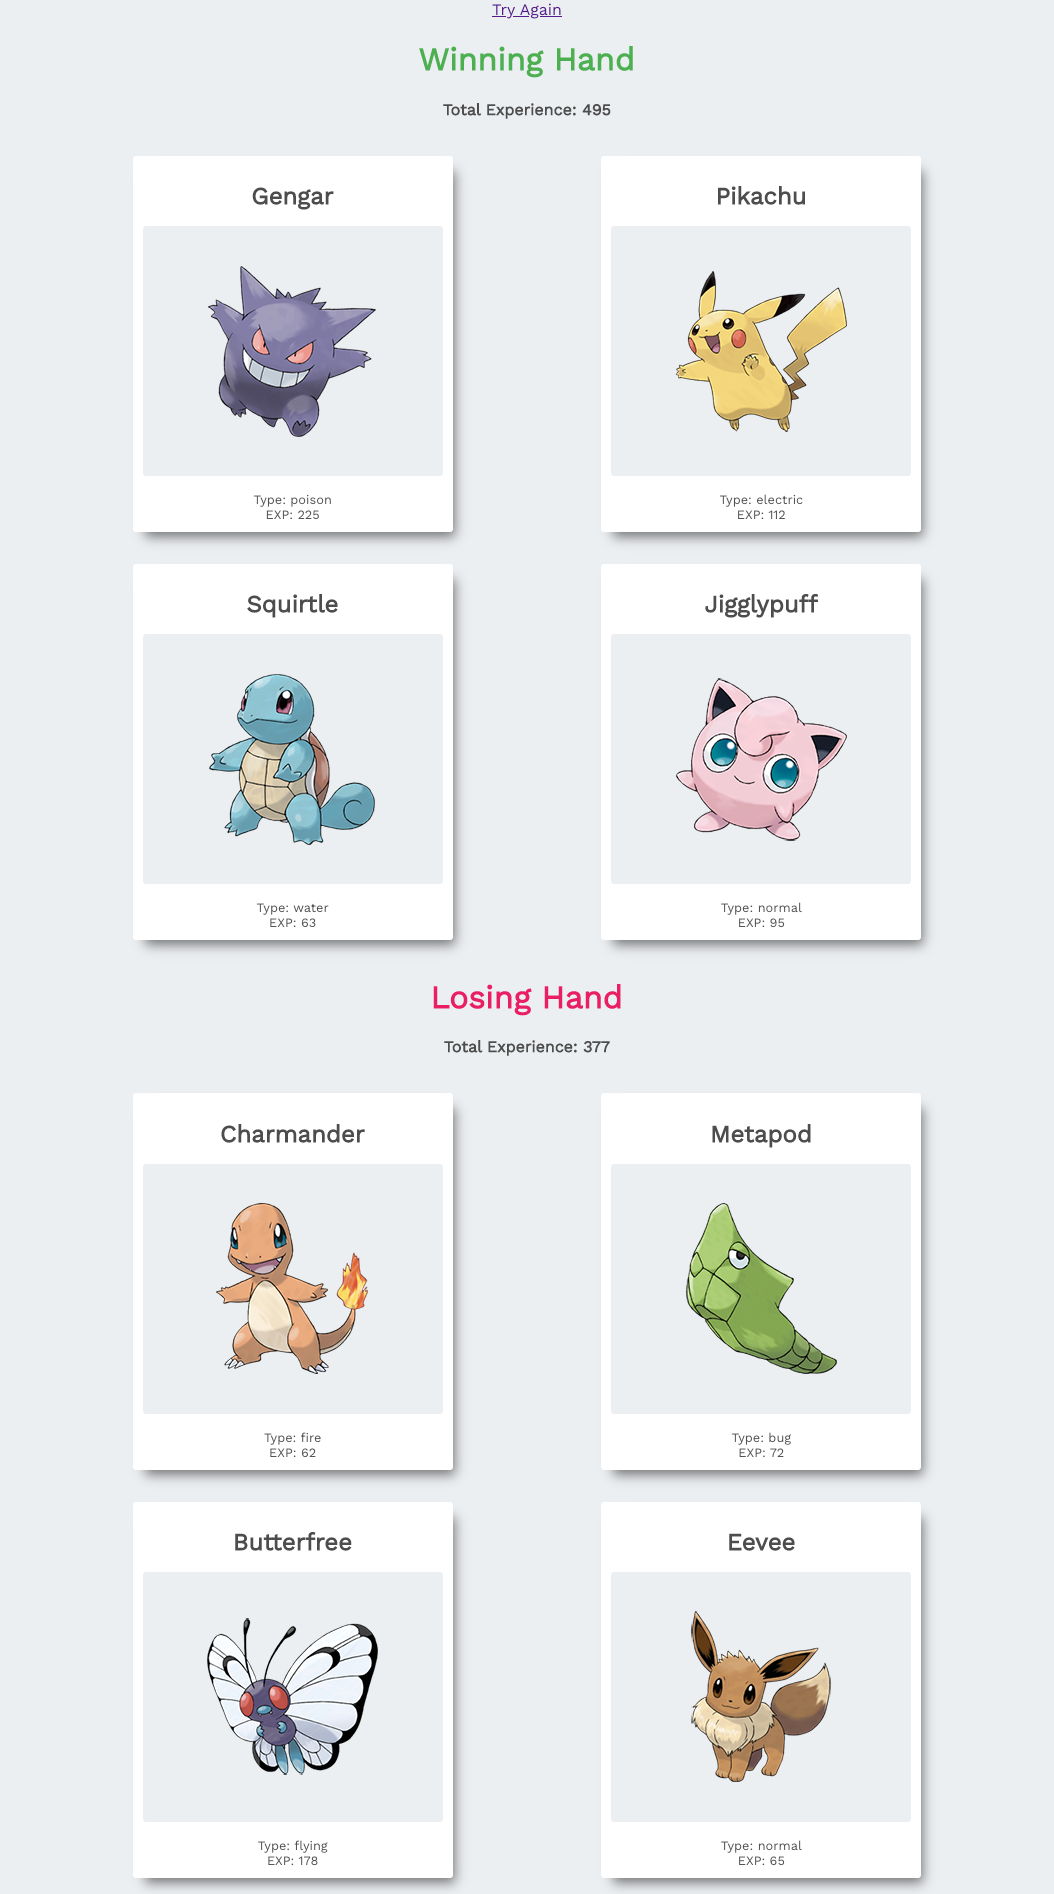 Try Again
Winning Hand
Total Experience: 495
Gengar
Type: poison
EXP: 225
Pikachu
Type: electric
EXP: 112
Squirtle
Type: water
EXP: 63
Jigglypuff
Type: normal
EXP: 95
Losing Hand
Total Experience: 377
Charmander
Type: fire
EXP: 62
Metapod
Type: bug
EXP: 72
Butterfree
Type: flying
EXP: 178
Eevee
Type: normal
EXP: 65